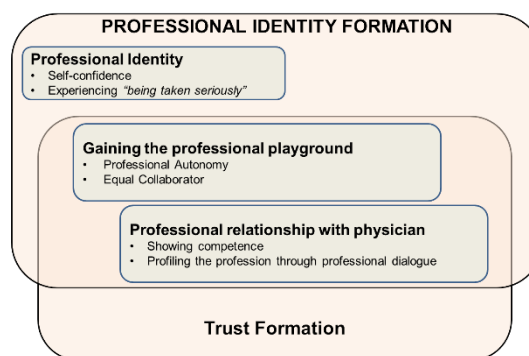 PROFESSIONAL IDENTITY FORMATION
Professional Identity
• Self-confidence
• Experiencing "being taken seriously"
Gaining the professional playground
• Professional Autonomy
• Equal Collaborator
Professional relationship with physician
• Showing competence
• Profiling the profession through professional dialogue
Trust Formation